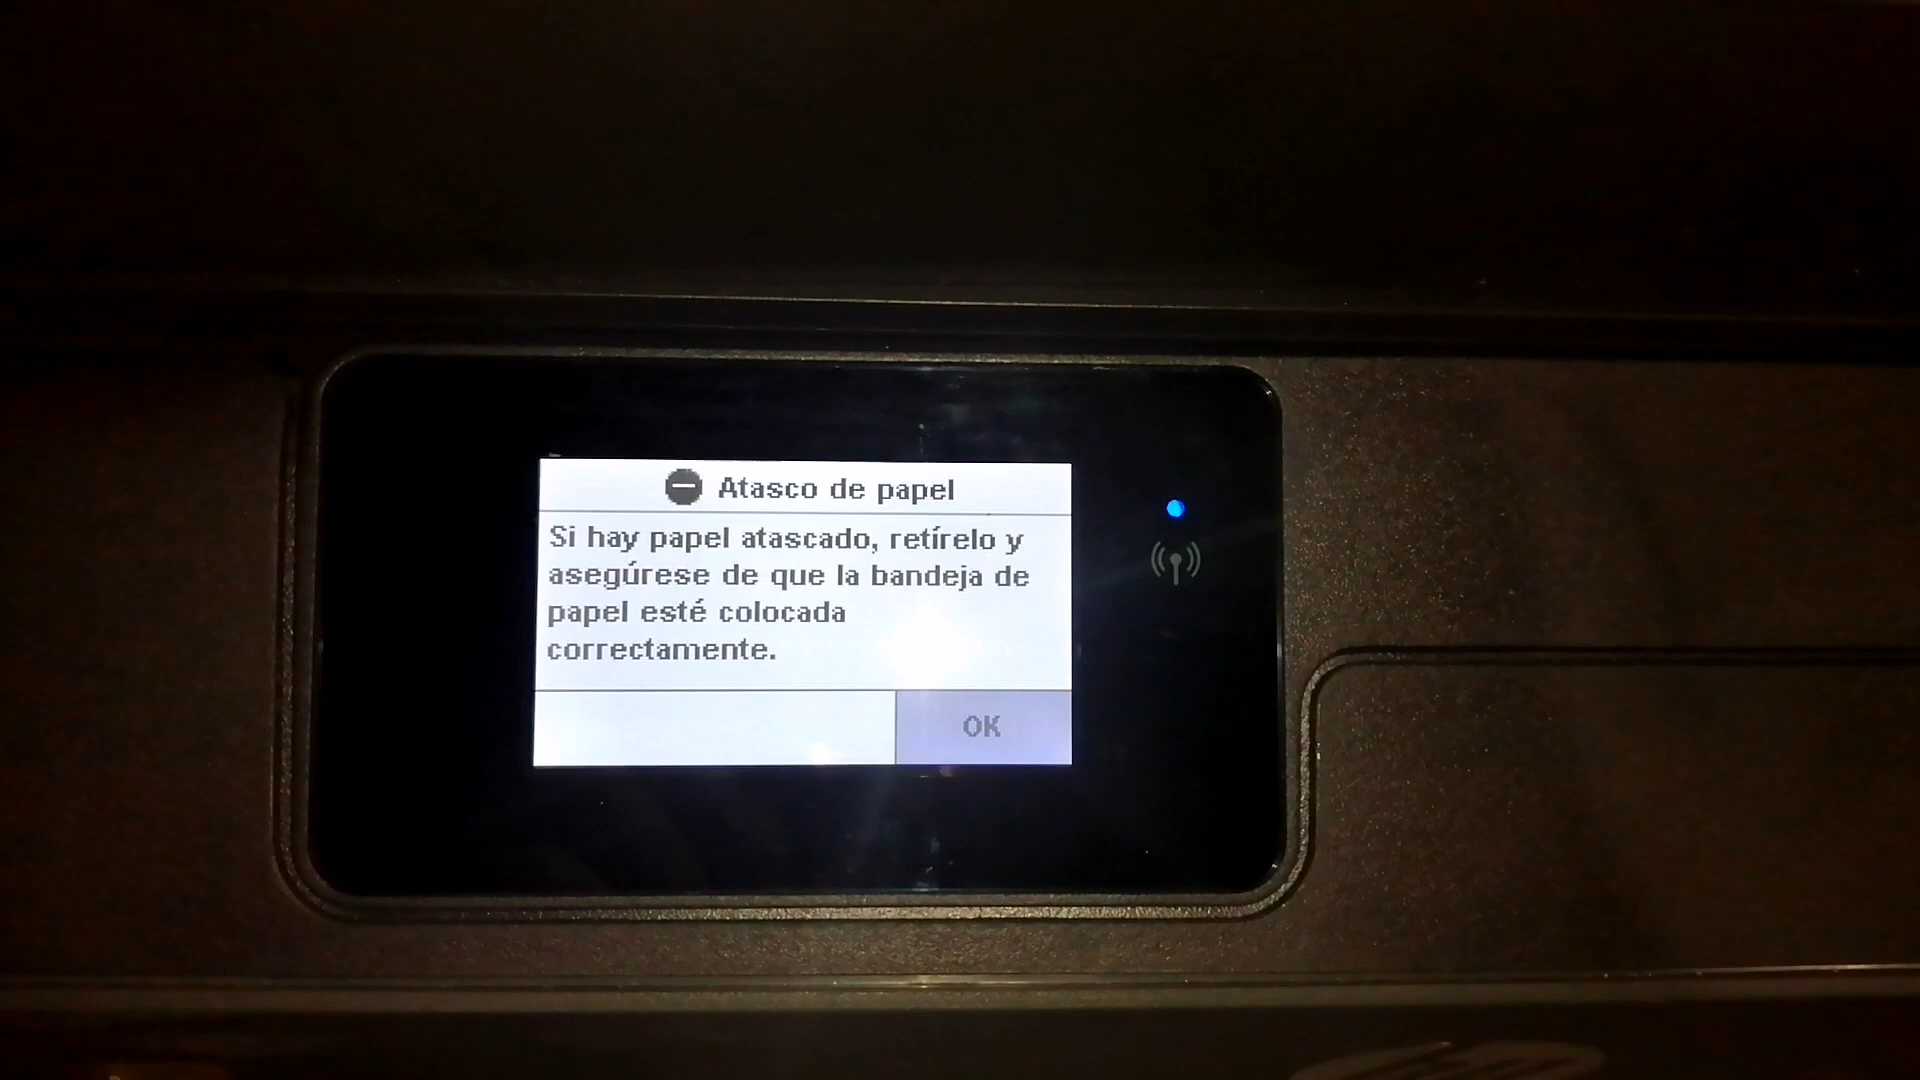 Atasco de papel
Si hay papel atascado, retírelo y
asegúrese de que la bandeja de
papel esté colocada
correctamente.
OK